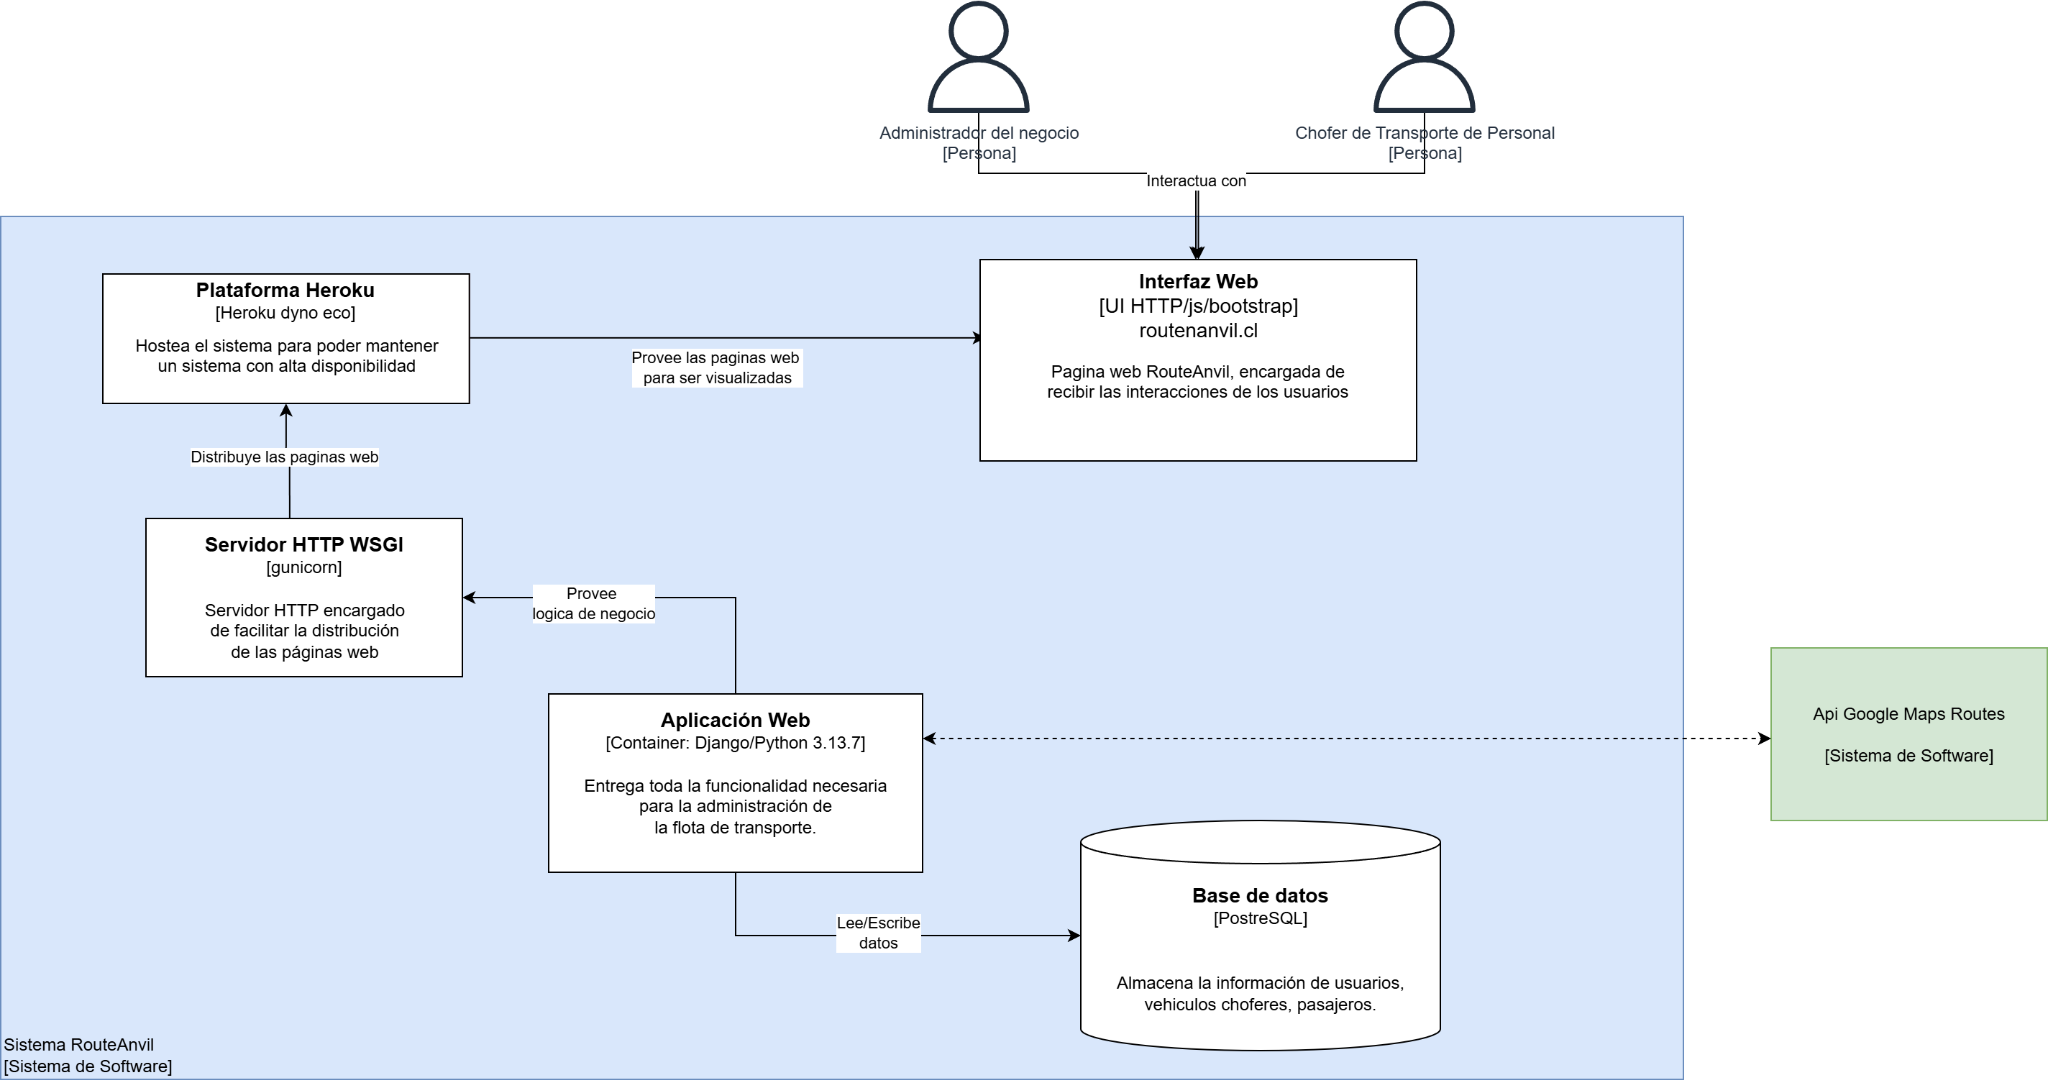 Administrador del negocio
[Persona]
Chofer de Transporte de Personal
[Persona]
Interactua con
Plataforma Heroku
[Heroku dyno eco]
Hostea el sistema para poder mantener
un sistema con alta disponibilidad
Provee las paginas web
para ser visualizadas
Interfaz Web
[UI HTTP/js/bootstrap]
routenanvil.cl
Pagina web RouteAnvil, encargada de
recibir las interacciones de los usuarios
Distribuye las paginas web
Servidor HTTP WSGI
[gunicorn]
Servidor HTTP encargado
de facilitar la distribución
de las páginas web
Provee
logica de negocio
Aplicación Web
[Container: Django/Python 3.13.7]
Entrega toda la funcionalidad necesaria
para la administración de
la flota de transporte.
Api Google Maps Routes
[Sistema de Software]
Lee/Escribe
datos
Base de datos
[PostreSQL]
Almacena la información de usuarios,
vehiculos choferes, pasajeros.
Sistema RouteAnvil
[Sistema de Software]